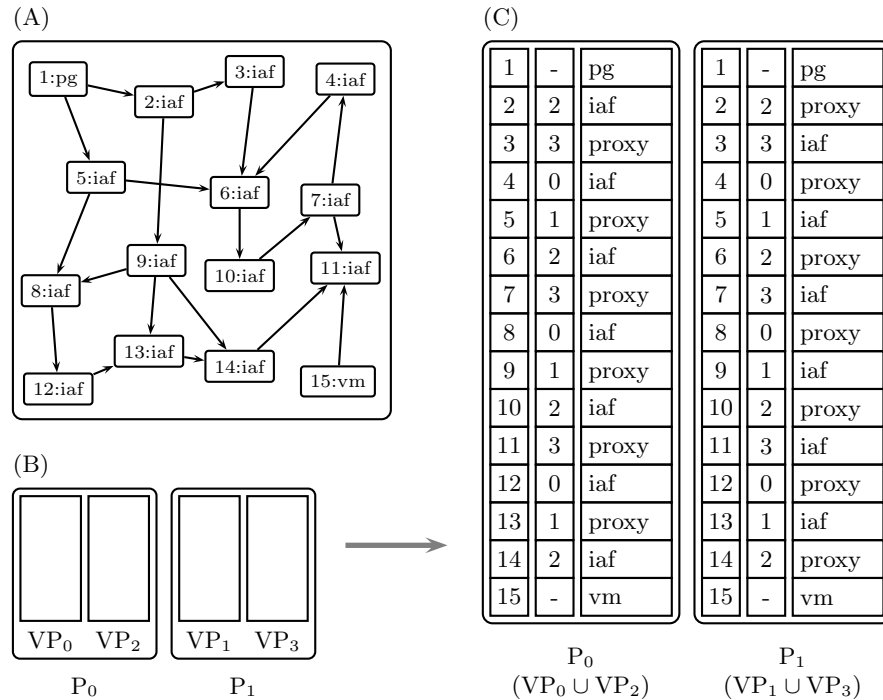 (A)
1:pg
2:iaf
3:iaf
4:iaf
5:iaf
6:iaf
7:iaf
8:iaf
9:iaf
10:iaf
11:iaf
12:iaf
13:iaf
14:iaf
15:vm
(B)
VP0 VP2 VP1 VP3
P0 P1
(C)
1 - pg 1 - pg
2 2 iaf 2 2 proxy
3 3 proxy 3 3 iaf
4 0 iaf 4 0 proxy
5 1 proxy 5 1 iaf
6 2 iaf 6 2 proxy
7 3 proxy 7 3 iaf
8 0 iaf 8 0 proxy
9 1 proxy 9 1 iaf
10 2 iaf 10 2 proxy
11 3 proxy 11 3 iaf
12 0 iaf 12 0 proxy
13 1 proxy 13 1 iaf
14 2 iaf 14 2 proxy
15 - vm 15 - vm
P0 P1
(VP0 ∪ VP2) (VP1 ∪ VP3)